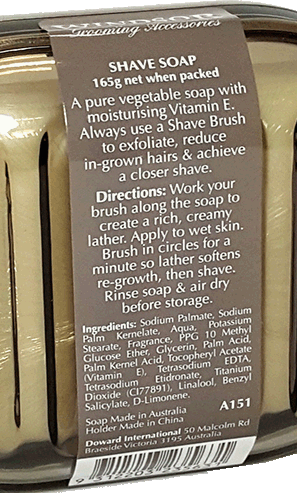 WINDSOR
Grooming Accessories
SHAVE SOAP
165g net when packed
A pure vegetable soap with
moisturising Vitamin E.
Always use a Shave Brush
to exfoliate, reduce
in-grown hairs & achieve
a closer shave.
Directions: Work your
brush along the soap to
create a rich, creamy
lather. Apply to wet skin.
Brush in circles for a
minute so lather softens
re-growth, then shave.
Rinse soap & air dry
before storage.
Ingredients: Sodium Palmate, Sodium
Palm Kernelate, Aqua, Potassium
Stearate, Fragrance, PPG 10 Methyl
Glucose Ether, Glycerin, Palm Acid,
Palm Kernel Acid, Tocopheryl Acetate
(Vitamin E), Tetrasodium EDTA,
Tetrasodium Etidronate, Titanium
Dioxide (CI77891), Linalool, Benzyl
Salicylate, D-Limonene.
Soap Made in Australia
Holder Made in China A151
Doward International 50 Malcolm Rd
Braeside Victoria 3195 Australia